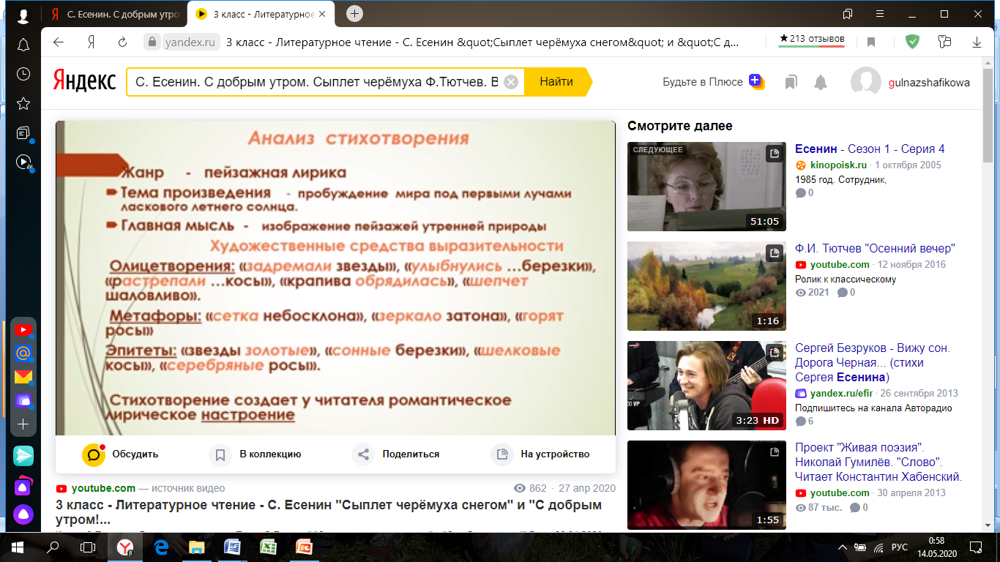 С. Есенин. С добрым утро
3 класс - Литературное
yandex.ru
3 класс - Литературное чтение - С. Есенин &quot;Сыплет черёмуха снегом&quot; и &quot;С д...
★213 отзывов
Яндекс
С. Есенин. С добрым утром. Сыплет черёмуха Ф.Тютчев. В
Найти
Будьте в Плюсе
gulnazshafikowa
Анализ стихотворения
Жанр - пейзажная лирика
Тема произведения - пробуждение мира под первыми лучами
ласкового летнего солнца.
Главная мысль - изображение пейзажей утренней природы
Художественные средства выразительности
Олицетворения: «задремали звезды», «улыбнулись ...березки»,
«растрепали ...косы», «крапива обрядилась», «шепчет
шаловливо».
Метафоры: «сетка небосклона», «зеркало затона», «горят
росы»
Эпитеты: «звезды золотые», «сонные березки», «шелковые
косы», «серебряные росы».
Стихотворение создает у читателя романтическое
лирическое настроение
Обсудить
В коллекцию
Поделиться
На устройство
youtube.com — источник видео
862 · 27 апр 2020
3 класс - Литературное чтение - С. Есенин "Сыплет черёмуха снегом" и "С добрым
утром!...
Смотрите далее
СЛЕДУЮЩЕЕ
51:05
Есенин - Сезон 1 - Серия 4
kinopoisk.ru · 1 октября 2005
1985 год. Сотрудник,
0
1:16
Ф.И. Тютчев "Осенний вечер"
youtube.com · 12 ноября 2016
Ролик к классическому
2021 0
3:23 HD
Сергей Безруков - Вижу сон.
Дорога Черная... (стихи
Сергея Есенина)
yandex.ru/efir · 26 сентября 2013
Подпишитесь на канала Авторадио
6
1:55
Проект "Живая поэзия".
Николай Гумилёв. "Слово".
Читает Константин Хабенский.
youtube.com · 30 апреля 2013
87 тыс. 0
РУС
0:58
14.05.2020